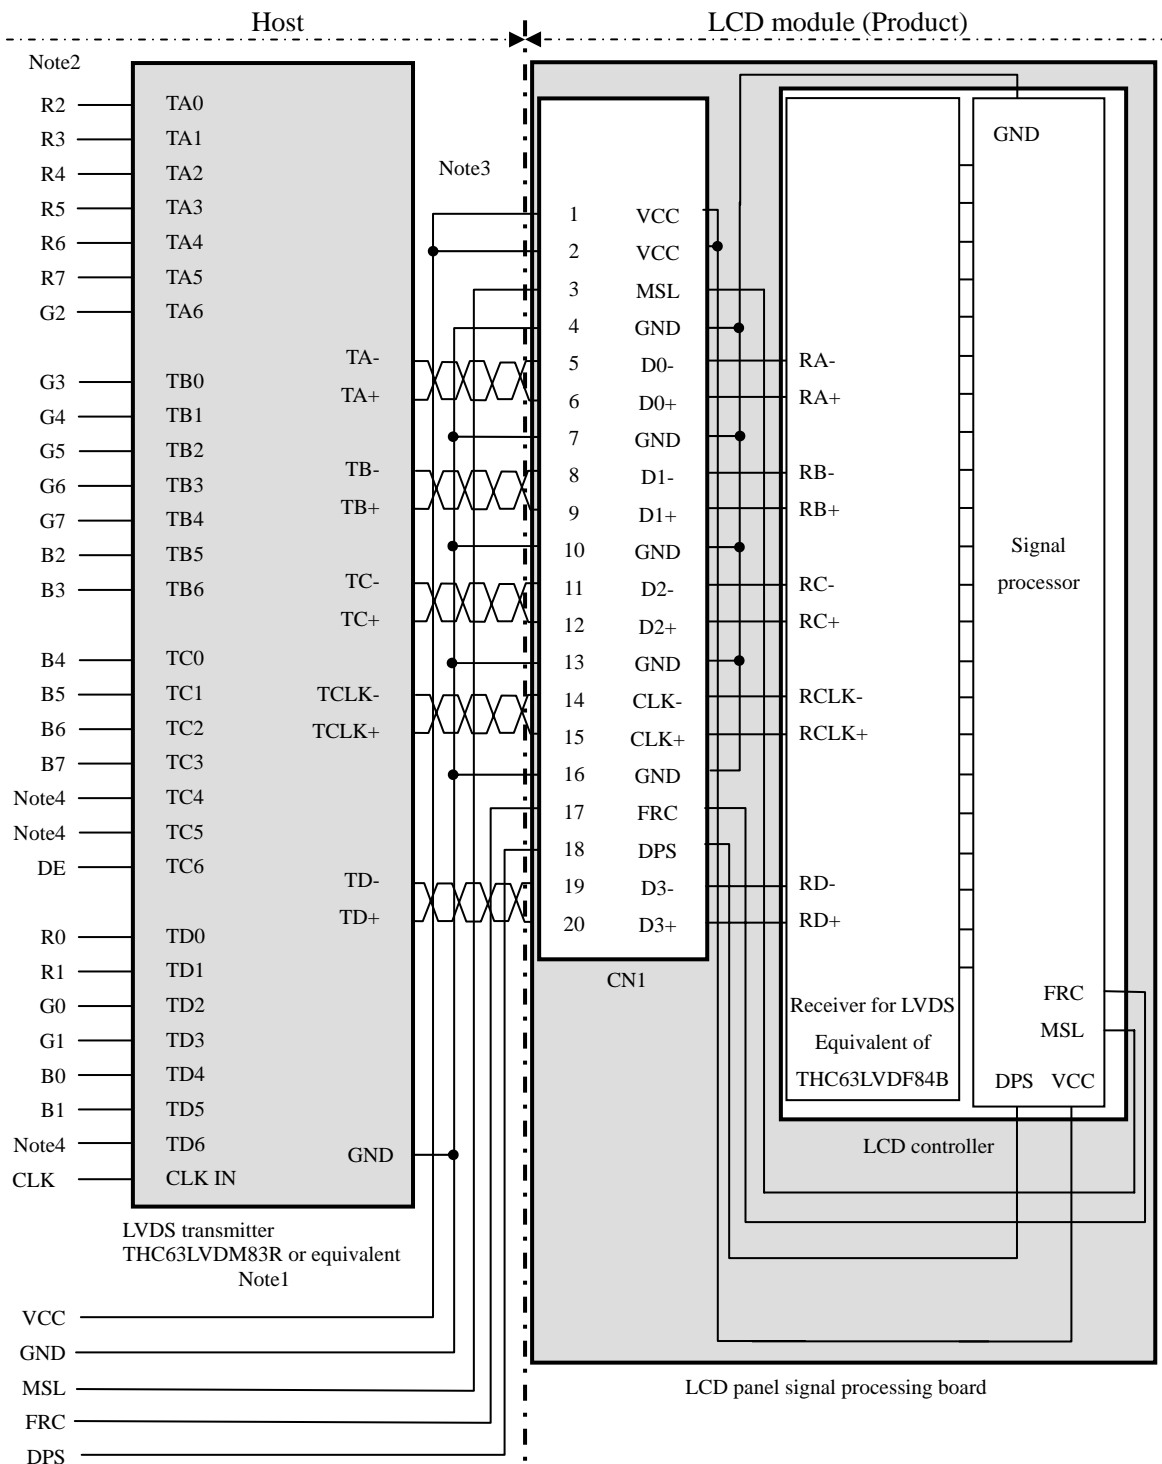 Host
LCD module (Product)
Note2
R2 TA0
R3 TA1
R4 TA2
R5 TA3
R6 TA4
R7 TA5
G2 TA6
G3 TB0
G4 TB1
G5 TB2
G6 TB3
G7 TB4
B2 TB5
B3 TB6
B4 TC0
B5 TC1
B6 TC2
B7 TC3
Note4 TC4
Note4 TC5
DE TC6
R0 TD0
R1 TD1
G0 TD2
G1 TD3
B0 TD4
B1 TD5
Note4 TD6
CLK CLK IN
TA-
TA+
TB-
TB+
TC-
TC+
TCLK-
TCLK+
TD-
TD+
GND
LVDS transmitter
THC63LVDM83R or equivalent
Note1
VCC
GND
MSL
FRC
DPS
Note3
1 VCC
2 VCC
3 MSL
4 GND
5 D0-
6 D0+
7 GND
8 D1-
9 D1+
10 GND
11 D2-
12 D2+
13 GND
14 CLK-
15 CLK+
16 GND
17 FRC
18 DPS
19 D3-
20 D3+
CN1
RA-
RA+
RB-
RB+
RC-
RC+
RCLK-
RCLK+
RD-
RD+
Receiver for LVDS
Equivalent of
THC63LVDF84B
GND
Signal
processor
FRC
MSL
DPS VCC
LCD controller
LCD panel signal processing board